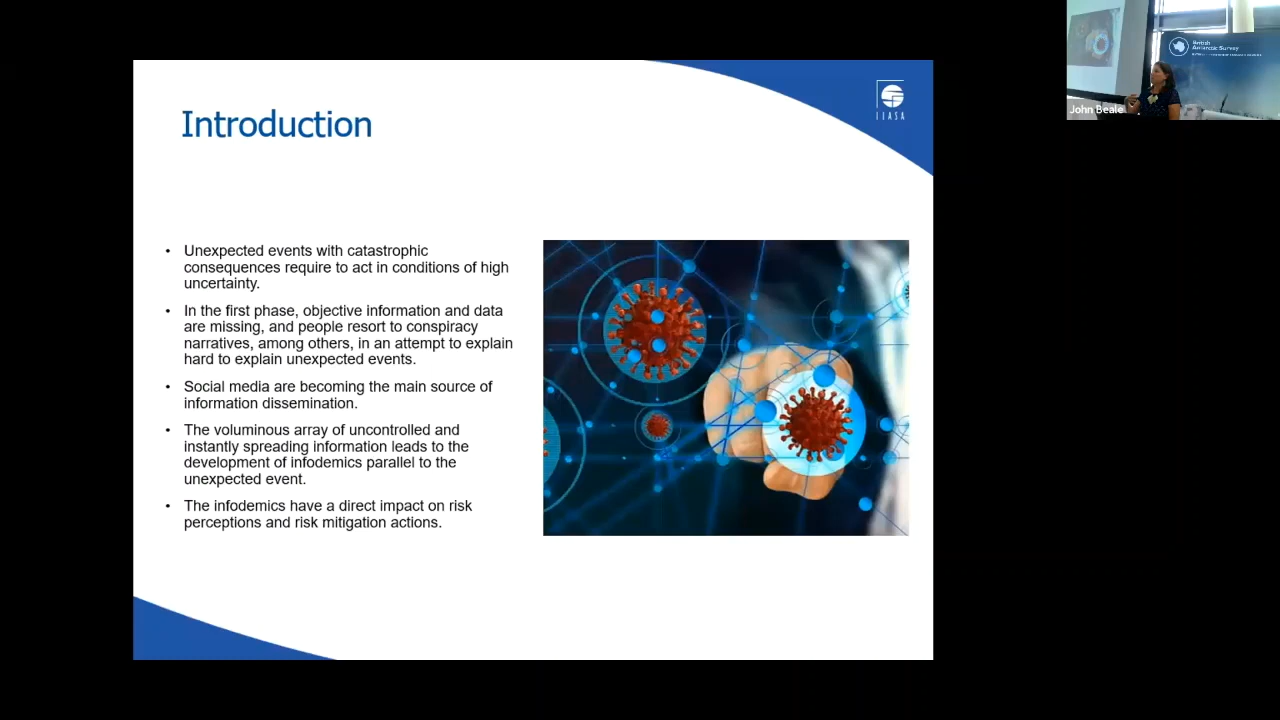 Introduction
• Unexpected events with catastrophic
consequences require to act in conditions of high
uncertainty.
• In the first phase, objective information and data
are missing, and people resort to conspiracy
narratives, among others, in an attempt to explain
hard to explain unexpected events.
• Social media are becoming the main source of
information dissemination.
• The voluminous array of uncontrolled and
instantly spreading information leads to the
development of infodemics parallel to the
unexpected event.
• The infodemics have a direct impact on risk
perceptions and risk mitigation actions.
IIASA
British
Antarctic Survey
John Beale